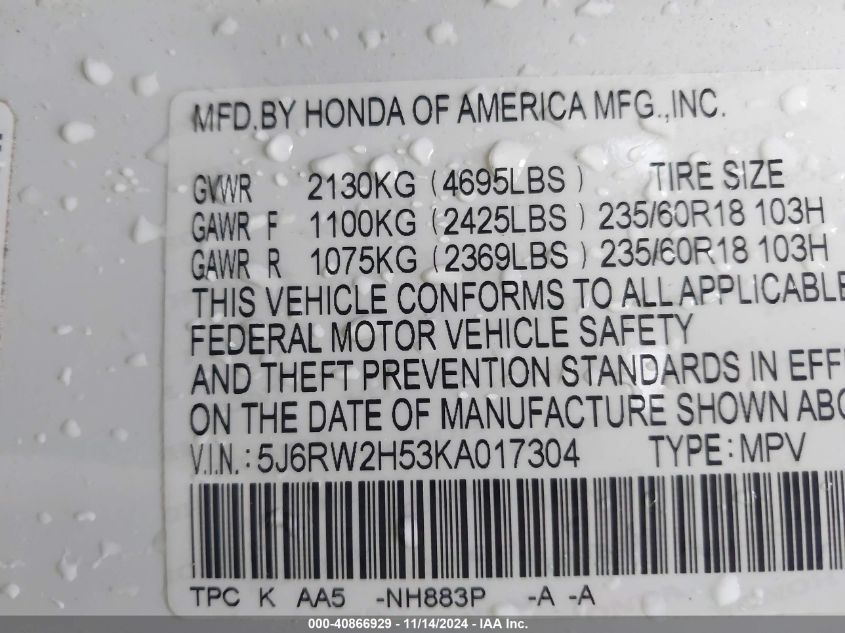 MFD.BY HONDA OF AMERICA MFG.,INC.
GVWR 2130KG (4695LBS) TIRE SIZE
GAWR F 1100KG (2425LBS) 235/60R18 103H
GAWR R 1075KG (2369LBS) 235/60R18 103H
THIS VEHICLE CONFORMS TO ALL APPLICABLE
FEDERAL MOTOR VEHICLE SAFETY
AND THEFT PREVENTION STANDARDS IN EFF
ON THE DATE OF MANUFACTURE SHOWN ABO
V.I.N.: 5J6RW2H53KA017304 TYPE: MPV
TPC K AA5 -NH883P -A -A
000-40866929 - 11/14/2024 - IAA Inc.